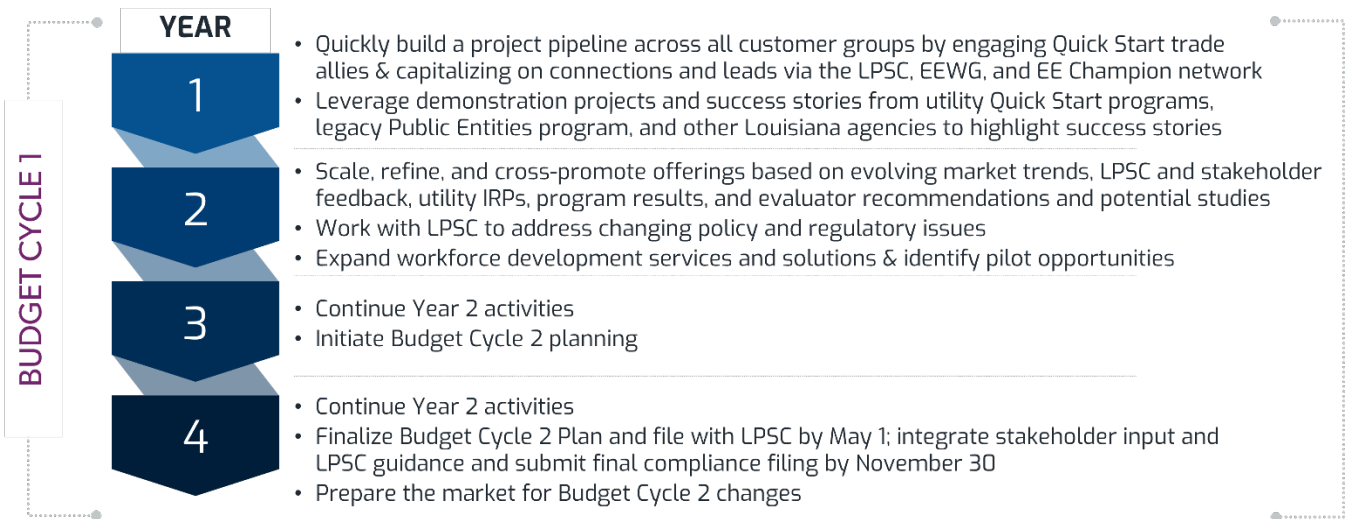 BUDGET CYCLE 1
YEAR
1
• Quickly build a project pipeline across all customer groups by engaging Quick Start trade
allies & capitalizing on connections and leads via the LPSC, EEWG, and EE Champion network
• Leverage demonstration projects and success stories from utility Quick Start programs,
legacy Public Entities program, and other Louisiana agencies to highlight success stories
2
• Scale, refine, and cross-promote offerings based on evolving market trends, LPSC and stakeholder
feedback, utility IRPs, program results, and evaluator recommendations and potential studies
• Work with LPSC to address changing policy and regulatory issues
• Expand workforce development services and solutions & identify pilot opportunities
3
• Continue Year 2 activities
• Initiate Budget Cycle 2 planning
4
• Continue Year 2 activities
• Finalize Budget Cycle 2 Plan and file with LPSC by May 1; integrate stakeholder input and
LPSC guidance and submit final compliance filing by November 30
• Prepare the market for Budget Cycle 2 changes